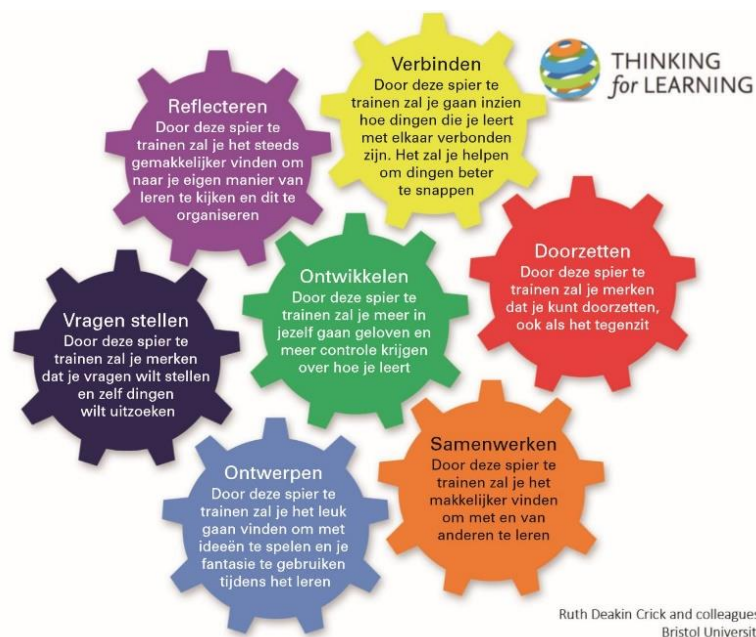 Verbinden
Door deze spier te
trainen zal je gaan inzien
hoe dingen die je leert
met elkaar verbonden
zijn. Het zal je helpen
om dingen beter
te snappen
THINKING
for LEARNING
Reflecteren
Door deze spier te
trainen zal je het steeds
gemakkelijker vinden om
naar je eigen manier van
leren te kijken en dit te
organiseren
Doorzetten
Door deze spier te
trainen zal je merken
dat je kunt doorzetten,
ook als het tegenzit
Ontwikkelen
Door deze spier te
trainen zal je meer in
jezelf gaan geloven en
meer controle krijgen
over hoe je leert
Vragen stellen
Door deze spier te
trainen zal je merken
dat je vragen wilt stellen
en zelf dingen
wilt uitzoeken
Samenwerken
Door deze spier te
trainen zal je het
makkelijker vinden
om met en van
anderen te leren
Ontwerpen
Door deze spier te
trainen zal je het leuk
gaan vinden om met
ideeën te spelen en je
fantasie te gebruiken
tijdens het leren
Ruth Deakin Crick and colleagues
Bristol Universit